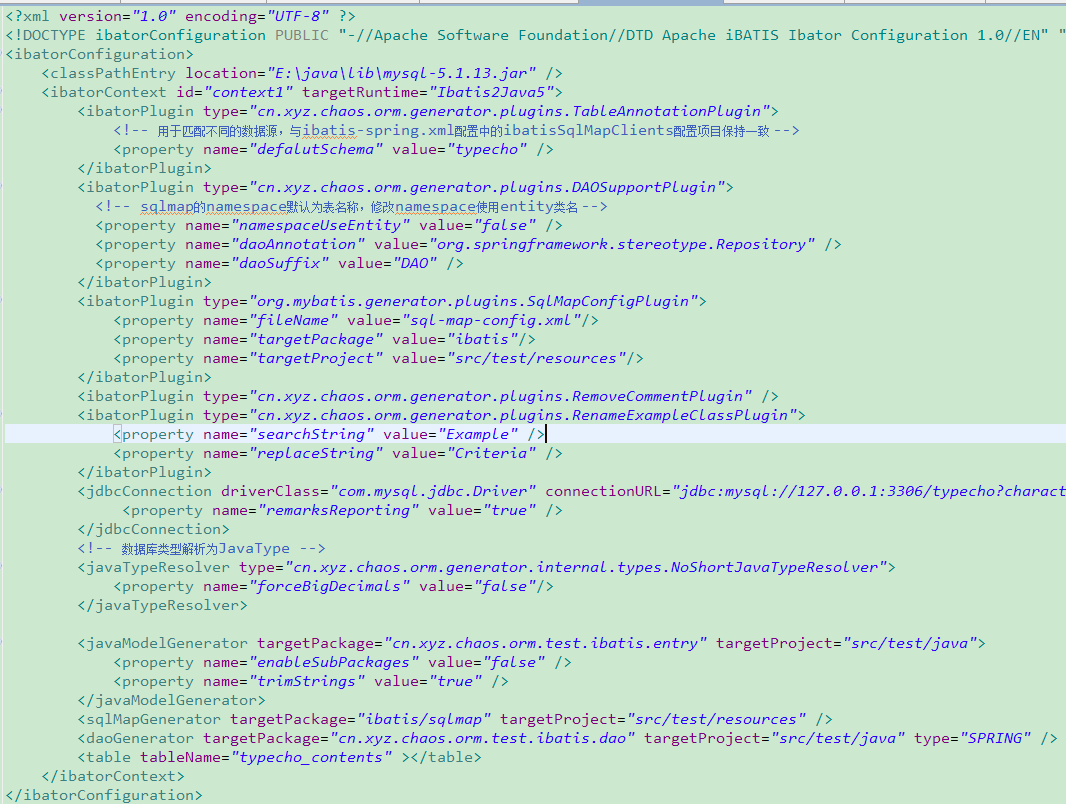 <?xml version="1.0" encoding="UTF-8" ?>
<!DOCTYPE ibatorConfiguration PUBLIC "-//Apache Software Foundation//DTD Apache iBATIS Ibator Configuration 1.0//EN" "
<ibatorConfiguration>
<classPathEntry location="E:\java\lib\mysql-5.1.13.jar" />
<ibatorContext id="context1" targetRuntime="Ibatis2Java5">
<ibatorPlugin type="cn.xyz.chaos.orm.generator.plugins.TableAnnotationPlugin">
<!-- 用于匹配不同的数据源，与ibatis-spring.xml配置中的ibatisSqlMapClients配置项目保持一致 -->
<property name="defalutSchema" value="typecho" />
</ibatorPlugin>
<ibatorPlugin type="cn.xyz.chaos.orm.generator.plugins.DAOSupportPlugin">
<!-- sqlmap的namespace默认为表名称，修改namespace使用entity类名 -->
<property name="namespaceUseEntity" value="false" />
<property name="daoAnnotation" value="org.springframework.stereotype.Repository" />
<property name="daoSuffix" value="DAO" />
</ibatorPlugin>
<ibatorPlugin type="org.mybatis.generator.plugins.SqlMapConfigPlugin">
<property name="fileName" value="sql-map-config.xml"/>
<property name="targetPackage" value="ibatis"/>
<property name="targetProject" value="src/test/resources"/>
</ibatorPlugin>
<ibatorPlugin type="cn.xyz.chaos.orm.generator.plugins.RemoveCommentPlugin" />
<ibatorPlugin type="cn.xyz.chaos.orm.generator.plugins.RenameExampleClassPlugin">
<property name="searchString" value="Example" />
<property name="replaceString" value="Criteria" />
</ibatorPlugin>
<jdbcConnection driverClass="com.mysql.jdbc.Driver" connectionURL="jdbc:mysql://127.0.0.1:3306/typecho?charact
<property name="remarksReporting" value="true" />
</jdbcConnection>
<!-- 数据库类型解析为JavaType -->
<javaTypeResolver type="cn.xyz.chaos.orm.generator.internal.types.NoShortJavaTypeResolver">
<property name="forceBigDecimals" value="false"/>
</javaTypeResolver>
<javaModelGenerator targetPackage="cn.xyz.chaos.orm.test.ibatis.entry" targetProject="src/test/java">
<property name="enableSubPackages" value="false" />
<property name="trimStrings" value="true" />
</javaModelGenerator>
<sqlMapGenerator targetPackage="ibatis/sqlmap" targetProject="src/test/resources" />
<daoGenerator targetPackage="cn.xyz.chaos.orm.test.ibatis.dao" targetProject="src/test/java" type="SPRING" />
<table tableName="typecho_contents" ></table>
</ibatorContext>
</ibatorConfiguration>